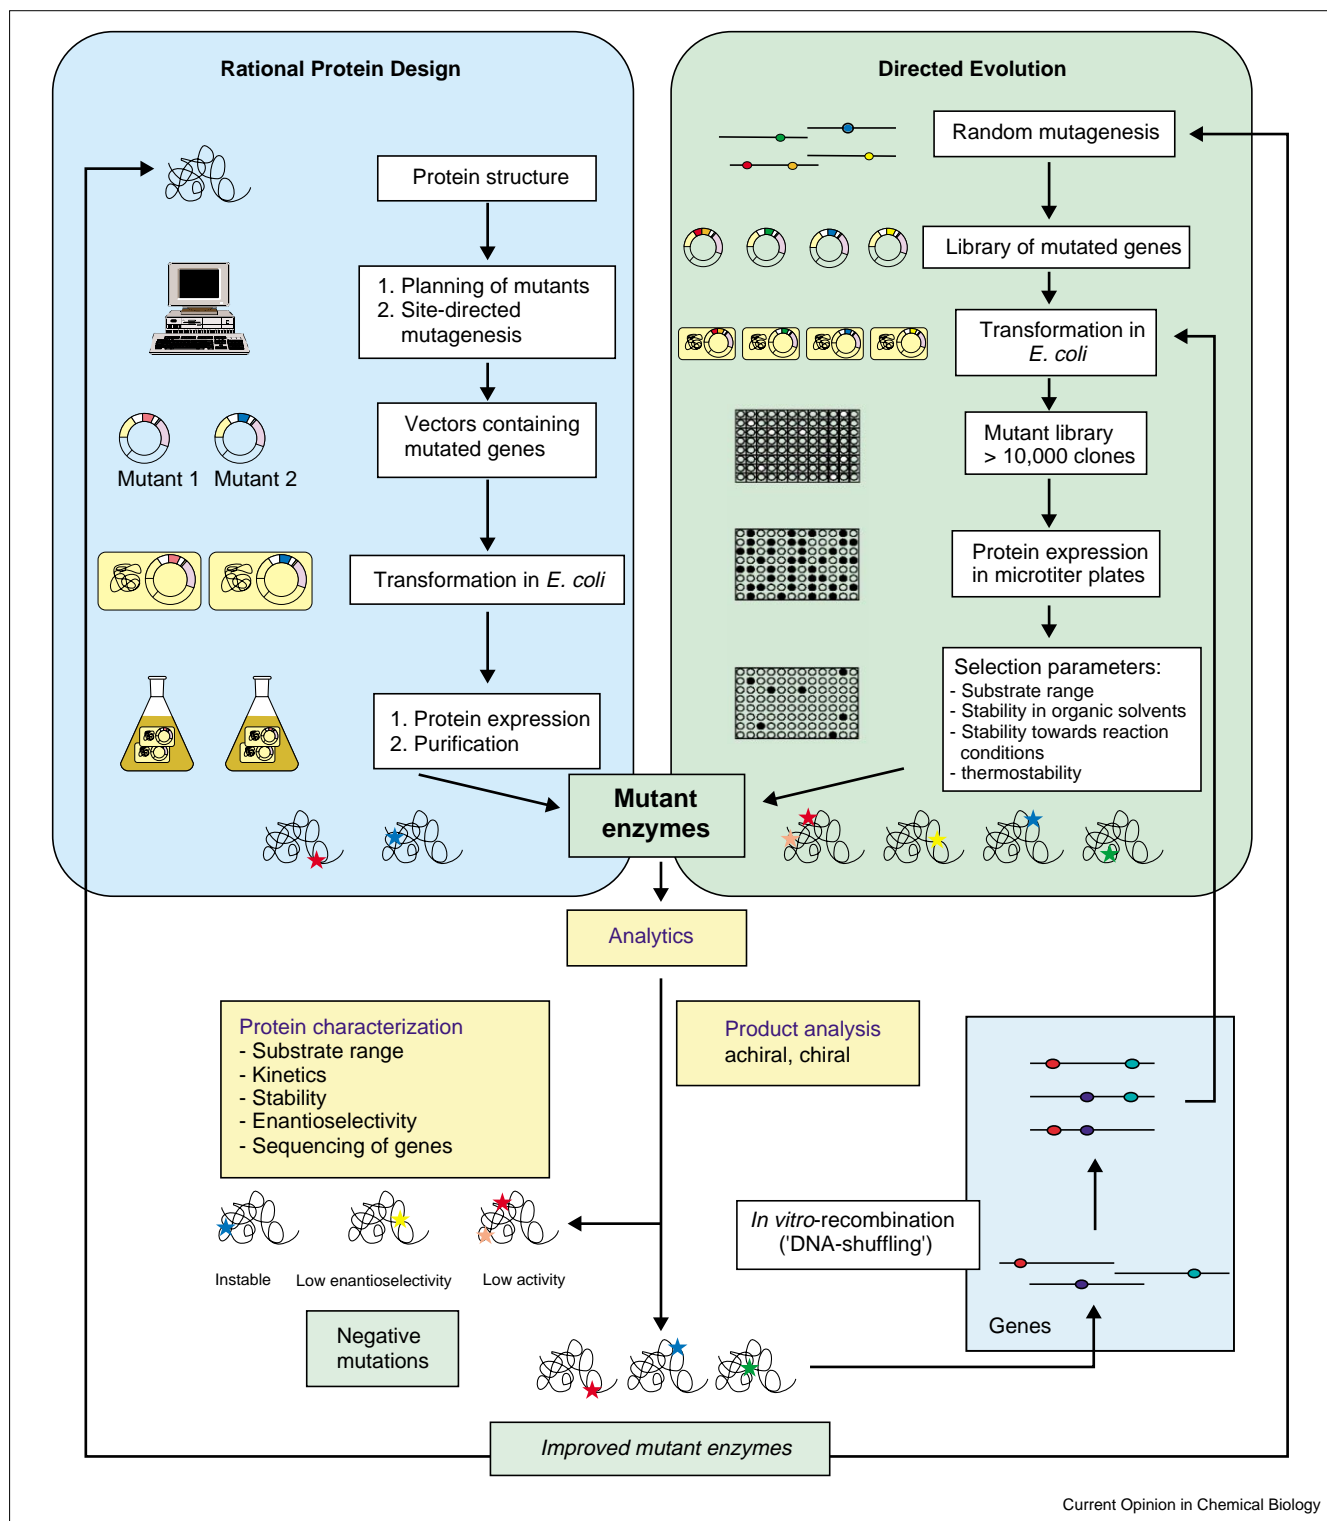 Rational Protein Design
Protein structure
1. Planning of mutants
2. Site-directed
mutagenesis
Vectors containing
mutated genes
Mutant 1
Mutant 2
Transformation in E. coli
1. Protein expression
2. Purification
Directed Evolution
Random mutagenesis
Library of mutated genes
Transformation in
E. coli
Mutant library
> 10,000 clones
Protein expression
in microtiter plates
Selection parameters:
- Substrate range
- Stability in organic solvents
- Stability towards reaction
conditions
- thermostability
Mutant
enzymes
Analytics
Protein characterization
- Substrate range
- Kinetics
- Stability
- Enantioselectivity
- Sequencing of genes
Product analysis
achiral, chiral
Instable
Low enantioselectivity
Low activity
Negative
mutations
In vitro-recombination
('DNA-shuffling')
Genes
Improved mutant enzymes
Current Opinion in Chemical Biology